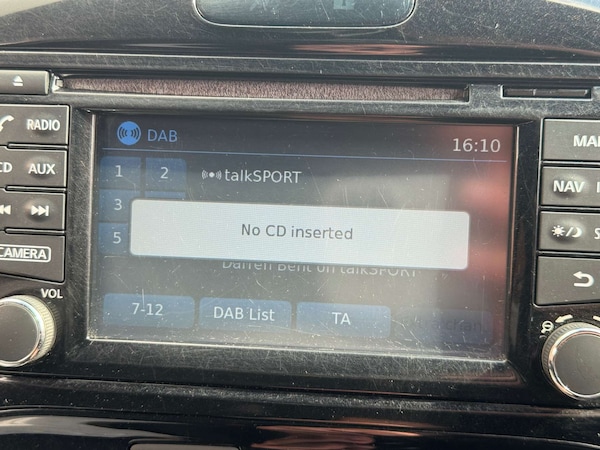 RADIO
CD AUX
CAMERA
VOL
DAB
16:10
1 2
talkSPORT
3
No CD inserted
5
Darren Bent on talkSPORT
7-12 DAB List TA
NAV